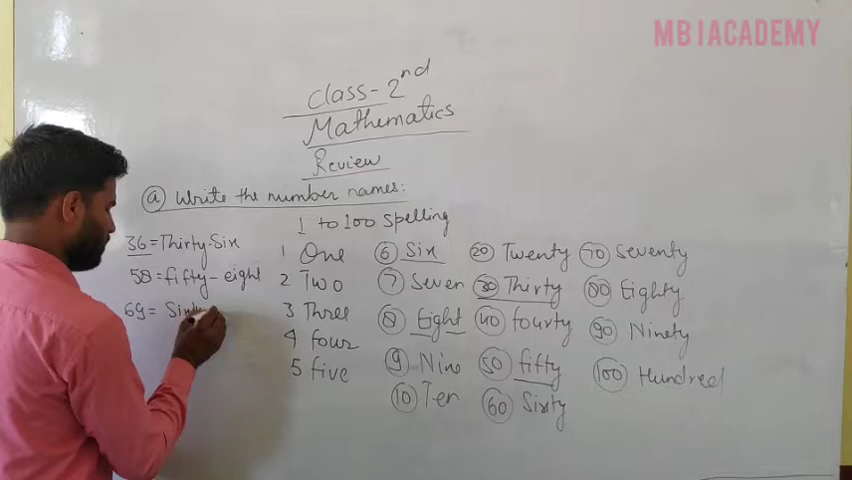 MBIACADEMY
Class-2nd
Mathematics
Review
(a) Write the number names:
1 to 100 Spelling
36 = Thirty-Six
58 = fifty-eight
69 =
1 One
2 Two
3 Three
4 four
5 five
6 Six
7 Seven
8 Eight
9 Nine
10 Ten
20 Twenty
30 Thirty
40 fourty
50 fifty
60 Sixty
70 Seventy
80 Eighty
90 Ninety
100 Hundred